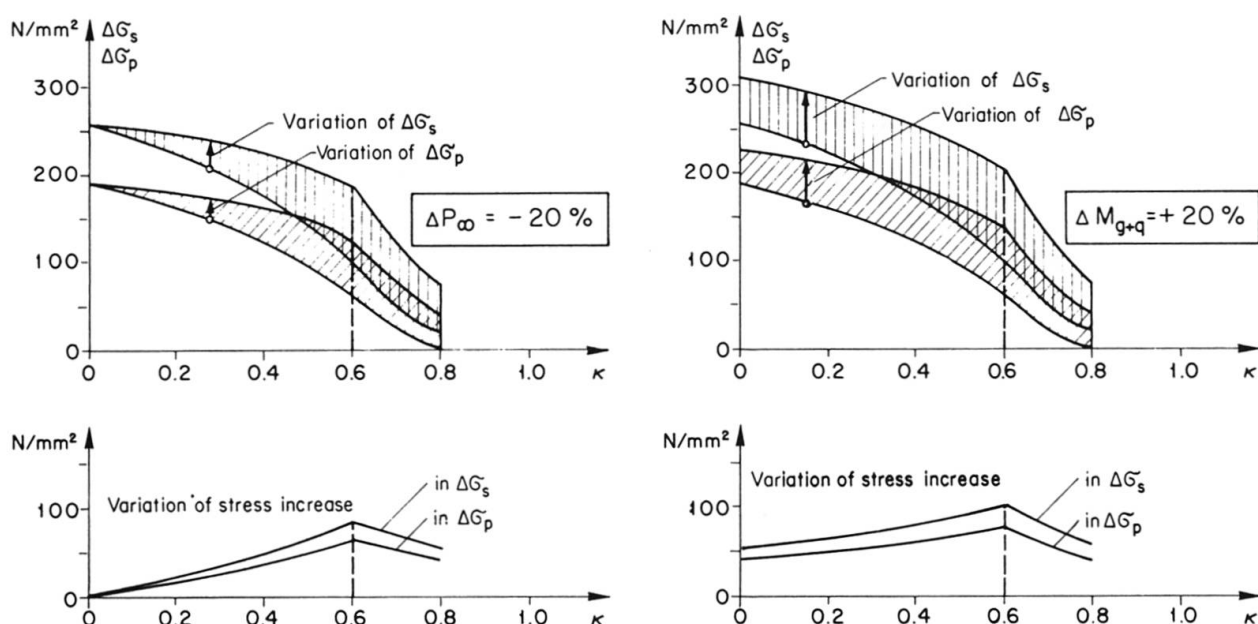 N/mm² Δσs
Δσp
300
200
100
0
0 0.2 0.4 0.6 0.8 1.0 κ
Variation of Δσs
Variation of Δσp
ΔP∞ = - 20 %
N/mm² Δσs
Δσp
300
200
100
0
0 0.2 0.4 0.6 0.8 1.0 κ
Variation of Δσs
Variation of Δσp
Δ Mg+q = + 20 %
N/mm²
100
0
0 0.2 0.4 0.6 0.8 1.0 κ
Variation of stress increase
in Δσs
in Δσp
N/mm²
100
0
0 0.2 0.4 0.6 0.8 1.0 κ
Variation of stress increase
in Δσs
in Δσp